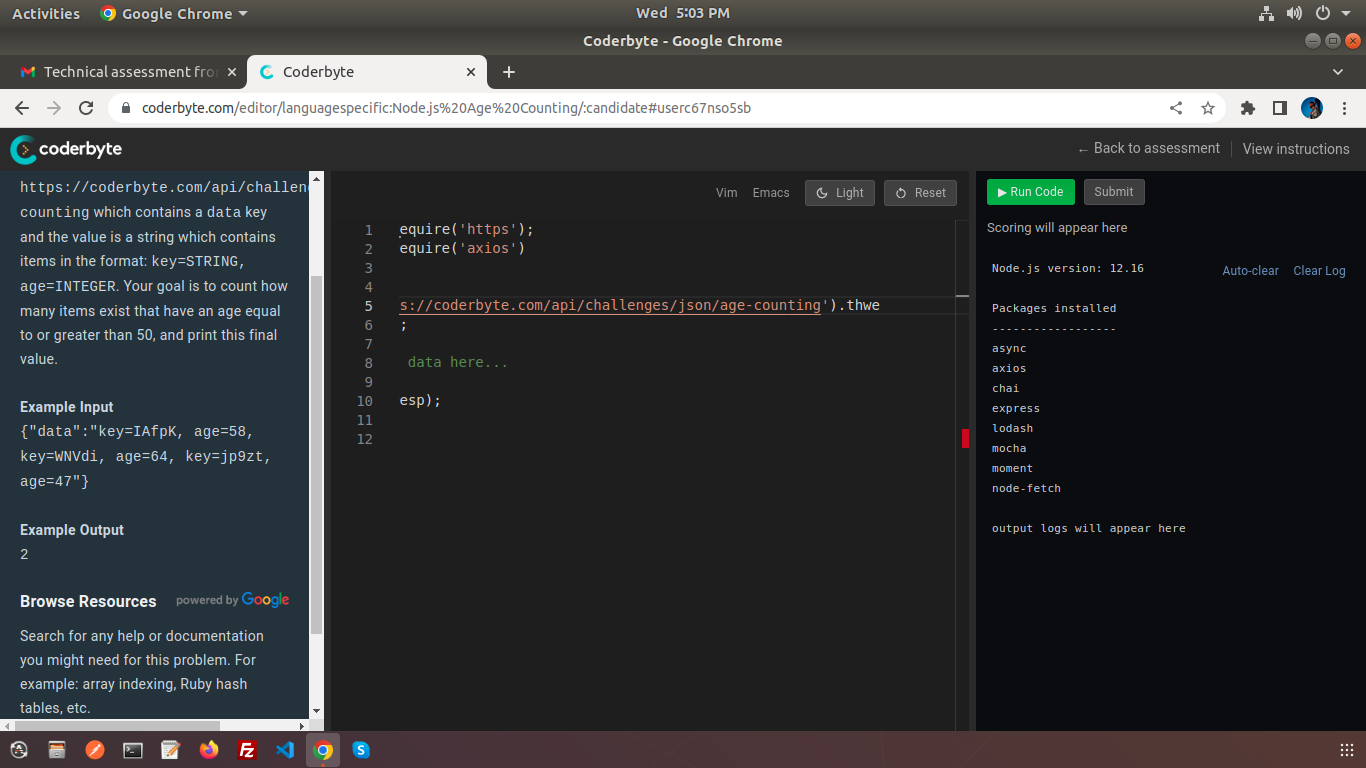 Activities Google Chrome Wed 5:03 PM
Coderbyte - Google Chrome
Technical assessment fro Coderbyte
coderbyte.com/editor/languagespecific:Node.js%20Age%20Counting/:candidate#userc67nso5sb
coderbyte ← Back to assessment View instructions
https://coderbyte.com/api/challeng
counting which contains a data key
and the value is a string which contains
items in the format: key=STRING,
age=INTEGER. Your goal is to count how
many items exist that have an age equal
to or greater than 50, and print this final
value.
Example Input
{"data":"key=IAfpK, age=58,
key=WNVdi, age=64, key=jp9zt,
age=47"}
Example Output
2
Browse Resources powered by Google
Search for any help or documentation
you might need for this problem. For
example: array indexing, Ruby hash
tables, etc.
Vim Emacs Light Reset
1 equire('https');
2 equire('axios')
3
4
5 s://coderbyte.com/api/challenges/json/age-counting').thwe
6 ;
7
8 data here...
9
10 esp);
11
12
▶ Run Code Submit
Scoring will appear here
Node.js version: 12.16 Auto-clear Clear Log
Packages installed
------------------
async
axios
chai
express
lodash
mocha
moment
node-fetch
output logs will appear here